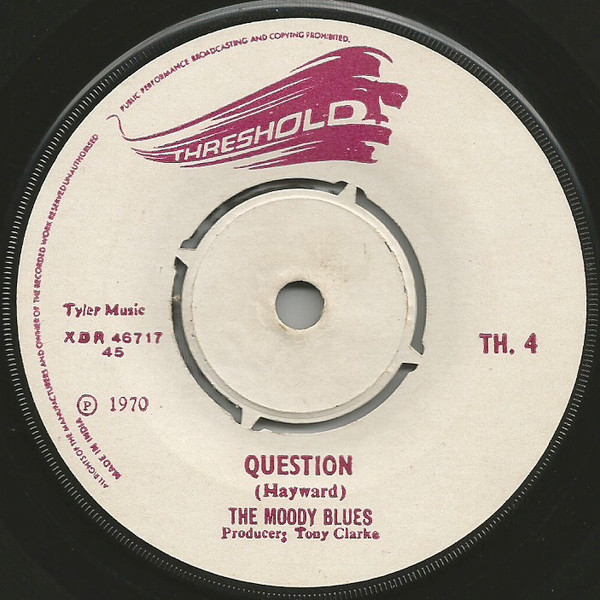 PUBLIC PERFORMANCE BROADCASTING AND COPYING PROHIBITED.
ALL RIGHTS OF THE MANUFACTURERS AND OWNER OF THE RECORDED WORK RESERVED UNAUTHORISED
MADE IN INDIA
THRESHOLD
Tyler Music
XDR 46717
45
TH. 4
Ⓟ 1970
QUESTION
(Hayward)
THE MOODY BLUES
Producer; Tony Clarke